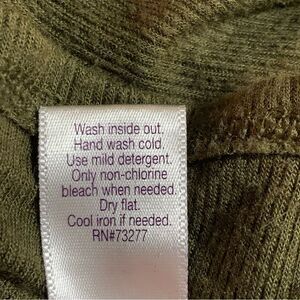 Wash inside out.
Hand wash cold.
Use mild detergent.
Only non-chlorine
bleach when needed.
Dry flat.
Cool iron if needed.
RN#73277